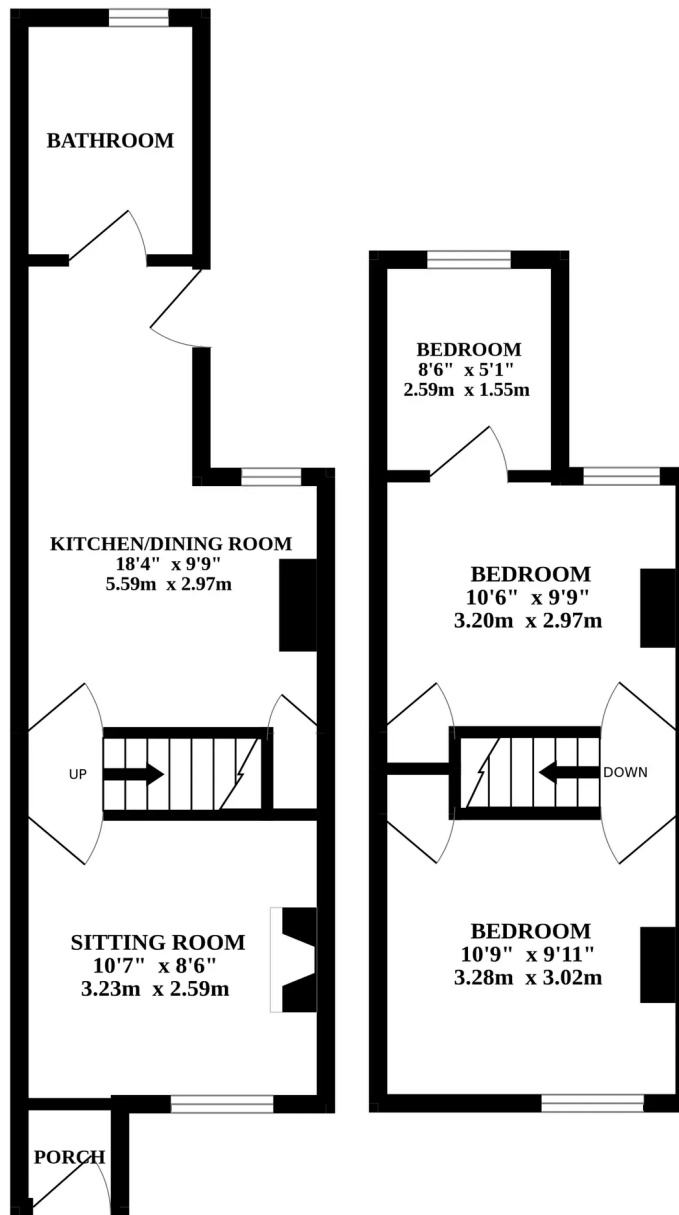 BATHROOM
KITCHEN/DINING ROOM
18'4" x 9'9"
5.59m x 2.97m
UP
SITTING ROOM
10'7" x 8'6"
3.23m x 2.59m
PORCH
BEDROOM
8'6" x 5'1"
2.59m x 1.55m
BEDROOM
10'6" x 9'9"
3.20m x 2.97m
DOWN
BEDROOM
10'9" x 9'11"
3.28m x 3.02m